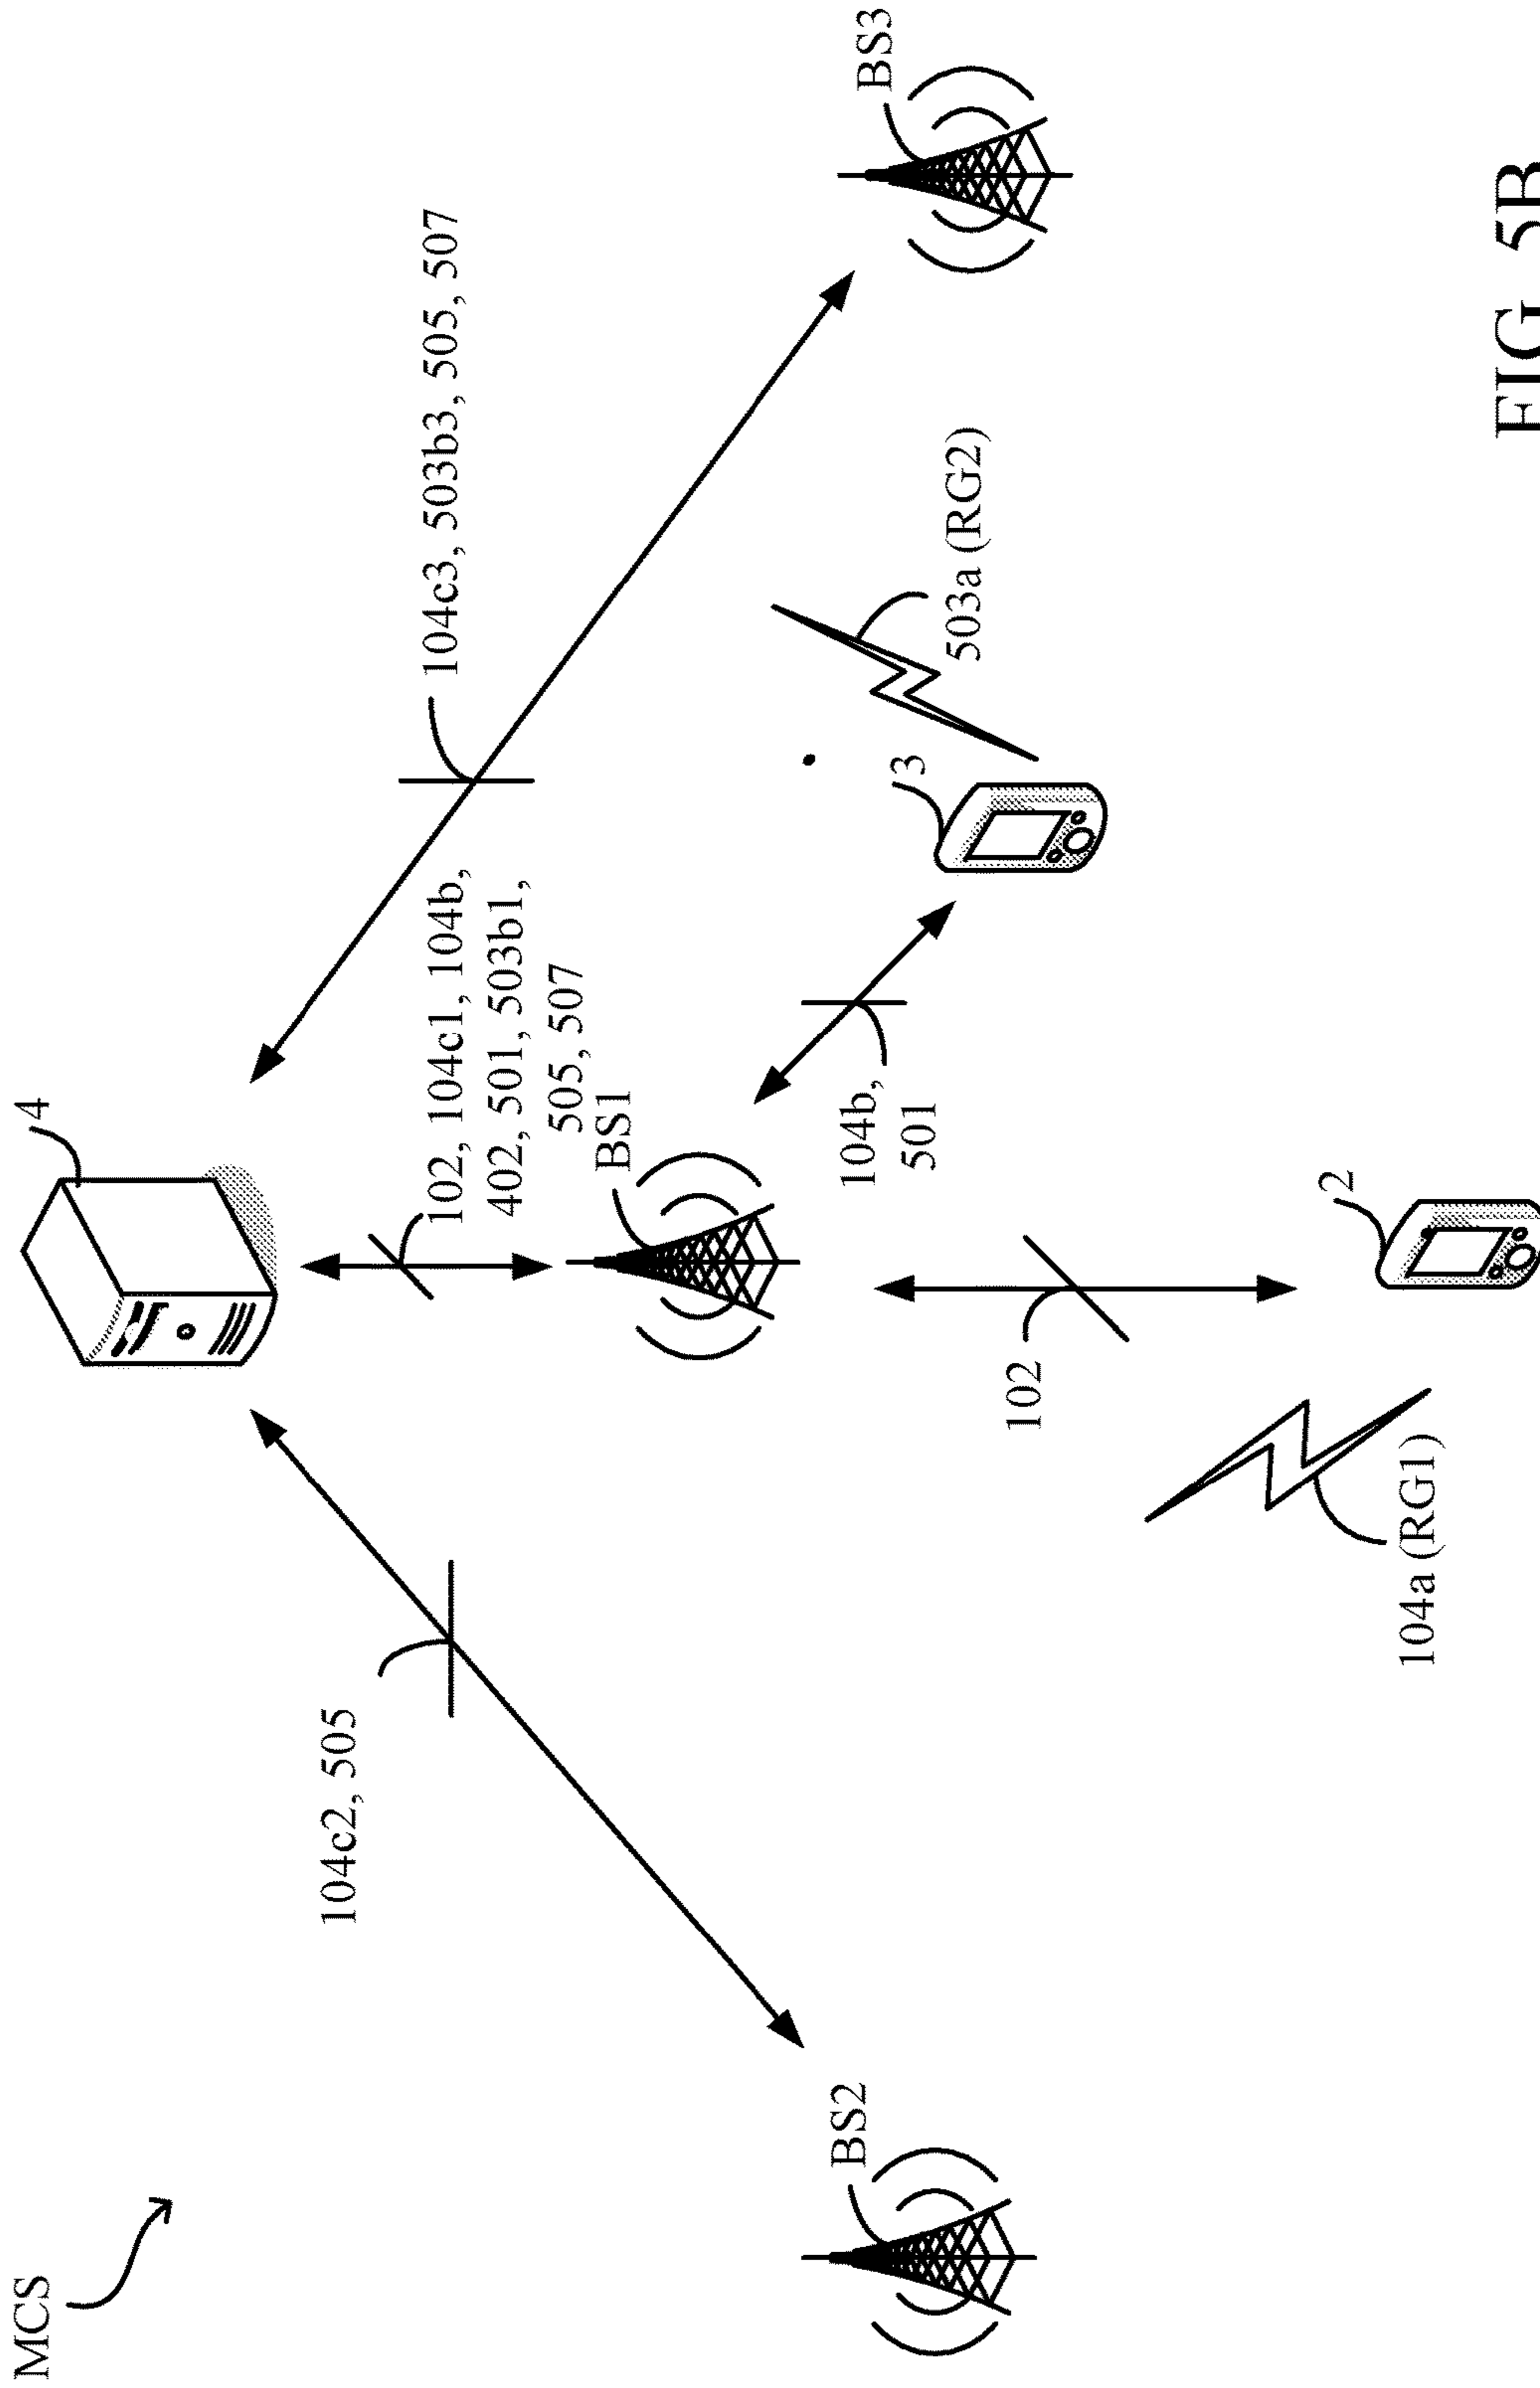 MCS
4
104c2, 505
102, 104c1, 104b,
402, 501, 503b1,
505, 507
104c3, 503b3, 505, 507
BS1
BS2
BS3
104b,
501
3
503a (RG2)
102
2
104a (RG1)
FIG. 5B